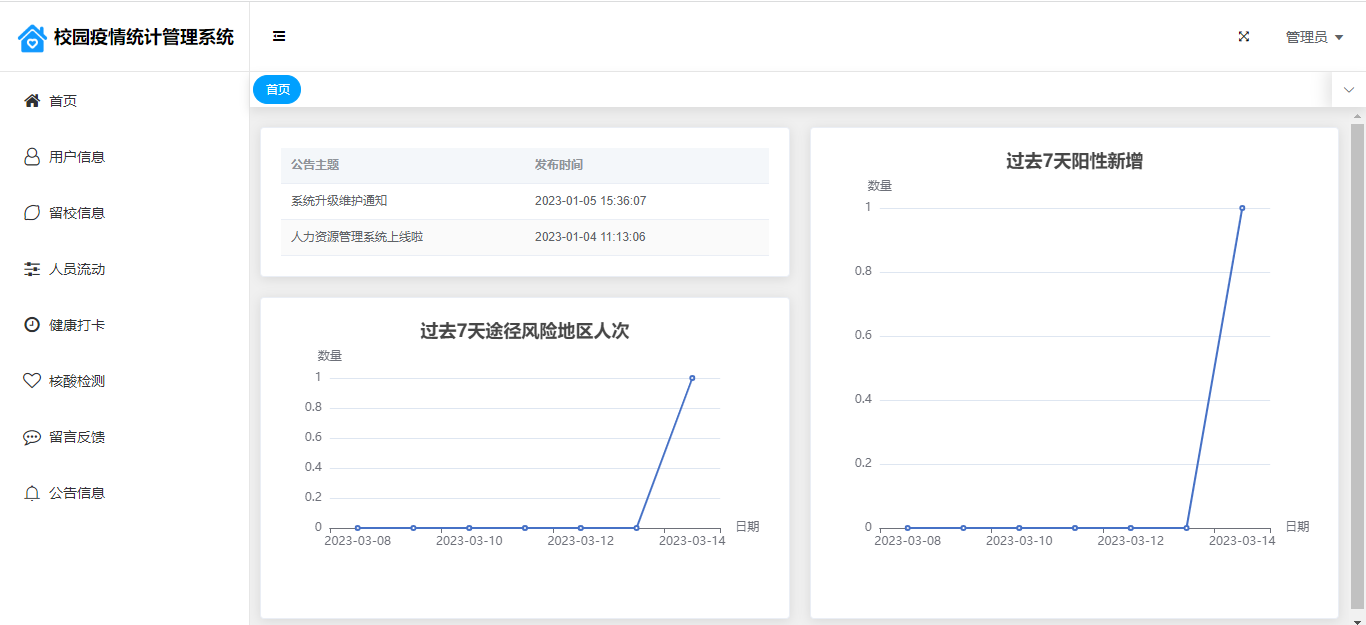 校园疫情统计管理系统
管理员
首页
用户信息
留校信息
人员流动
健康打卡
核酸检测
留言反馈
公告信息
首页
公告主题 发布时间
系统升级维护通知 2023-01-05 15:36:07
人力资源管理系统上线啦 2023-01-04 11:13:06
过去7天途径风险地区人次
数量
1
0.8
0.6
0.4
0.2
0
日期
2023-03-08 2023-03-10 2023-03-12 2023-03-14
过去7天阳性新增
数量
1
0.8
0.6
0.4
0.2
0
日期
2023-03-08 2023-03-10 2023-03-12 2023-03-14